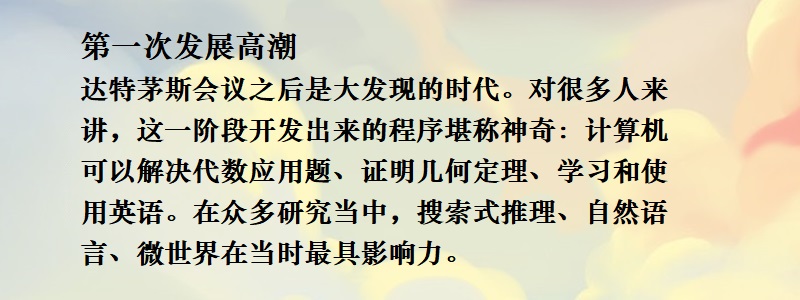 第一次发展高潮
达特茅斯会议之后是大发现的时代。对很多人来
讲，这一阶段开发出来的程序堪称神奇：计算机
可以解决代数应用题、证明几何定理、学习和使
用英语。在众多研究当中，搜索式推理、自然语
言、微世界在当时最具影响力。